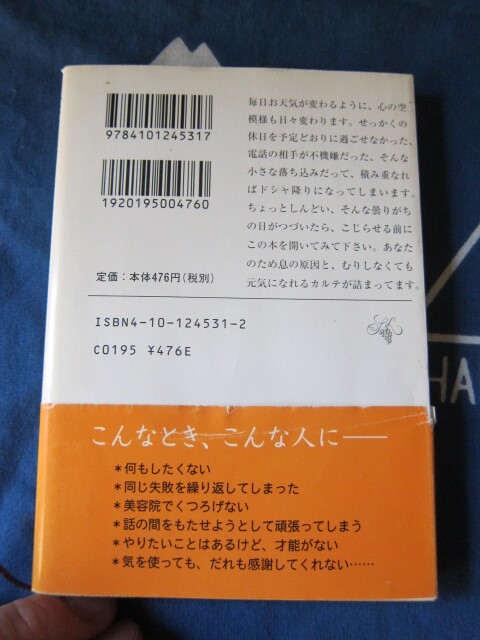 9784101245317
1920195004760
定価：本体476円（税別）
毎日お天気が変わるように、心の空
模様も日々変わります。せっかくの
休日を予定どおりに過ごせなかった、
電話の相手が不機嫌だった、そんな
小さな落ち込みだって、積み重なれ
ばドシャ降りになってしまいます。
ちょっとしんどい、そんな曇りがち
の日がつづいたら、こじらせる前に
この本を開いてみて下さい。あなた
のため息の原因と、むりしなくても
元気になれるカルテが詰まってます。
ISBN4-10-124531-2
C0195 ¥476E
こんなとき、こんな人に――
＊何もしたくない
＊同じ失敗を繰り返してしまった
＊美容院でくつろげない
＊話の間をもたせようとして頑張ってしまう
＊やりたいことはあるけど、才能がない
＊気を使っても、だれも感謝してくれない……
HA